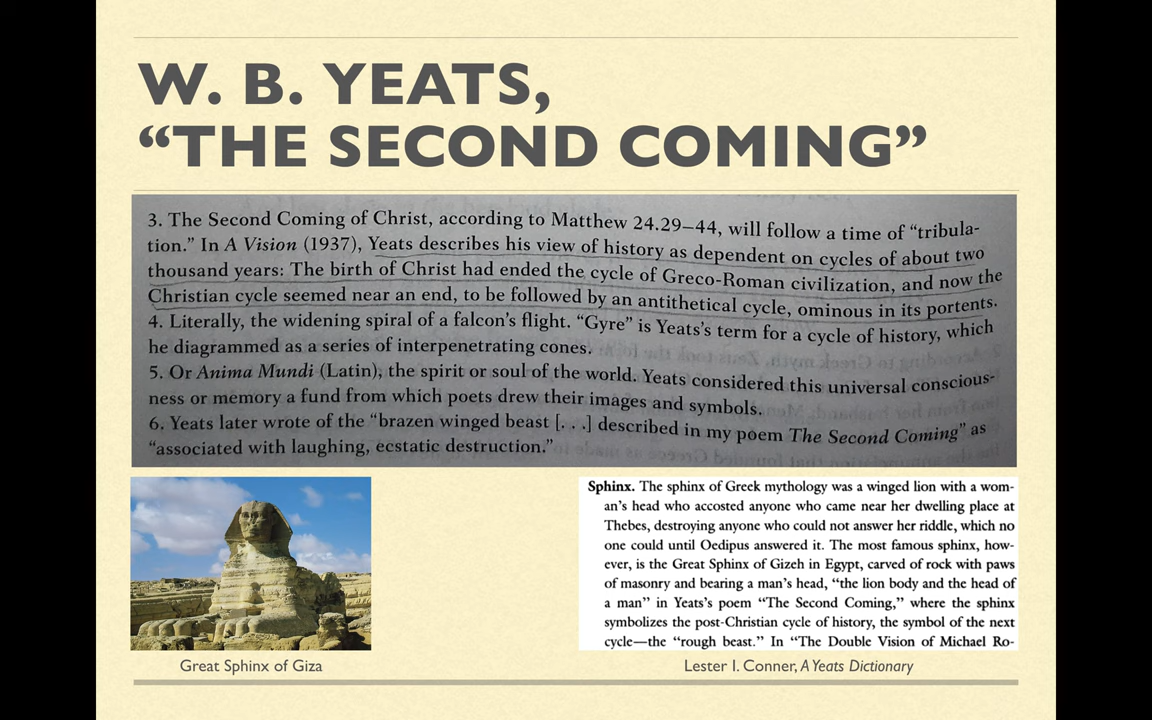 W. B. YEATS,
“THE SECOND COMING”
3. The Second Coming of Christ, according to Matthew 24.29–44, will follow a time of “tribula-
tion.” In A Vision (1937), Yeats describes his view of history as dependent on cycles of about two
thousand years: The birth of Christ had ended the cycle of Greco-Roman civilization, and now the
Christian cycle seemed near an end, to be followed by an antithetical cycle, ominous in its portents.
4. Literally, the widening spiral of a falcon’s flight. “Gyre” is Yeats’s term for a cycle of history, which
he diagrammed as a series of interpenetrating cones.
5. Or Anima Mundi (Latin), the spirit or soul of the world. Yeats considered this universal conscious-
ness or memory a fund from which poets drew their images and symbols.
6. Yeats later wrote of the “brazen winged beast [. . .] described in my poem The Second Coming” as
“associated with laughing, ecstatic destruction.”
Sphinx. The sphinx of Greek mythology was a winged lion with a wom-
an’s head who accosted anyone who came near her dwelling place at
Thebes, destroying anyone who could not answer her riddle, which no
one could until Oedipus answered it. The most famous sphinx, how-
ever, is the Great Sphinx of Gizeh in Egypt, carved of rock with paws
of masonry and bearing a man’s head, “the lion body and the head of
a man” in Yeats’s poem “The Second Coming,” where the sphinx
symbolizes the post-Christian cycle of history, the symbol of the next
cycle—the “rough beast.” In “The Double Vision of Michael Ro-
Great Sphinx of Giza
Lester I. Conner, A Yeats Dictionary